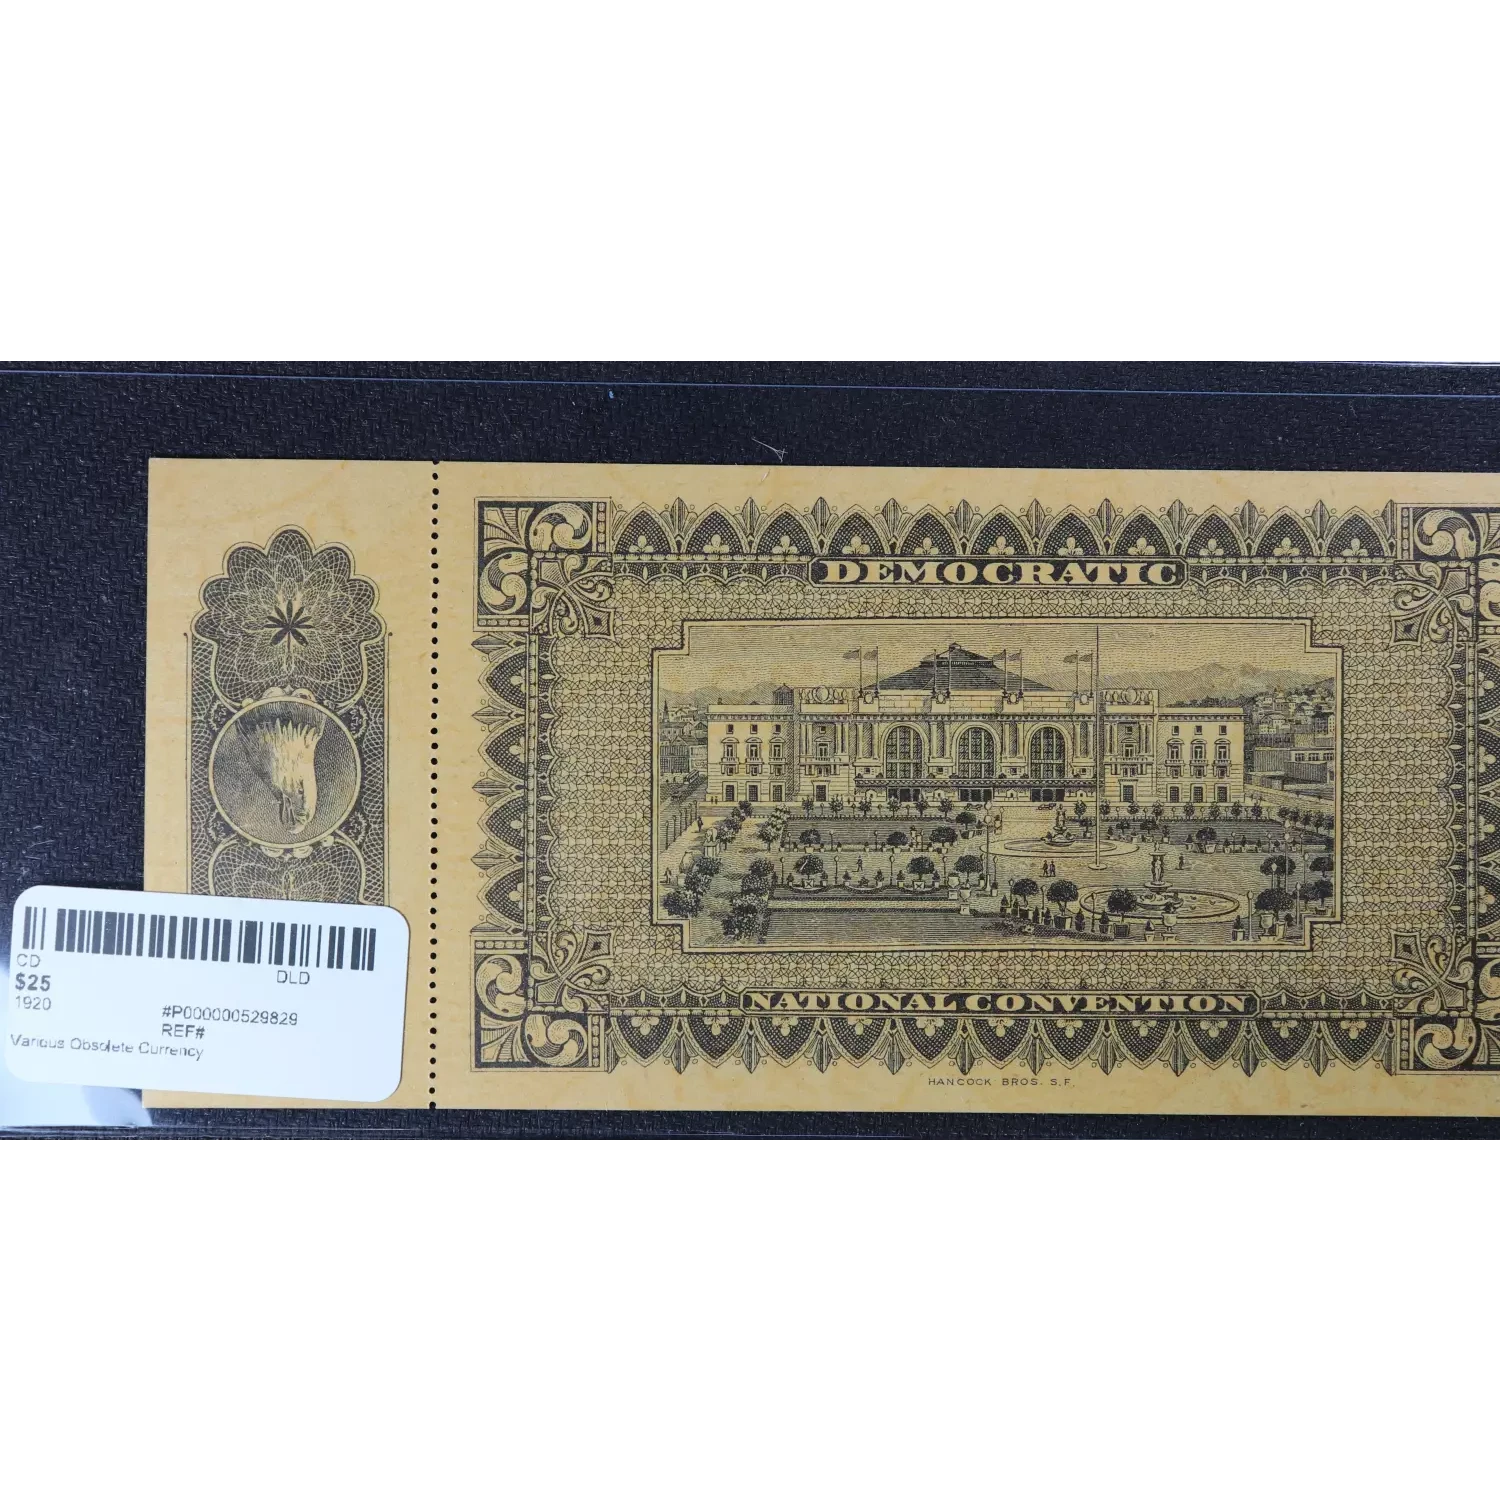 DEMOCRATIC
NATIONAL CONVENTION
HANCOCK BROS. S.F.
CD
DLD
$25
1920
#P000000529829
REF#
Various Obsolete Currency